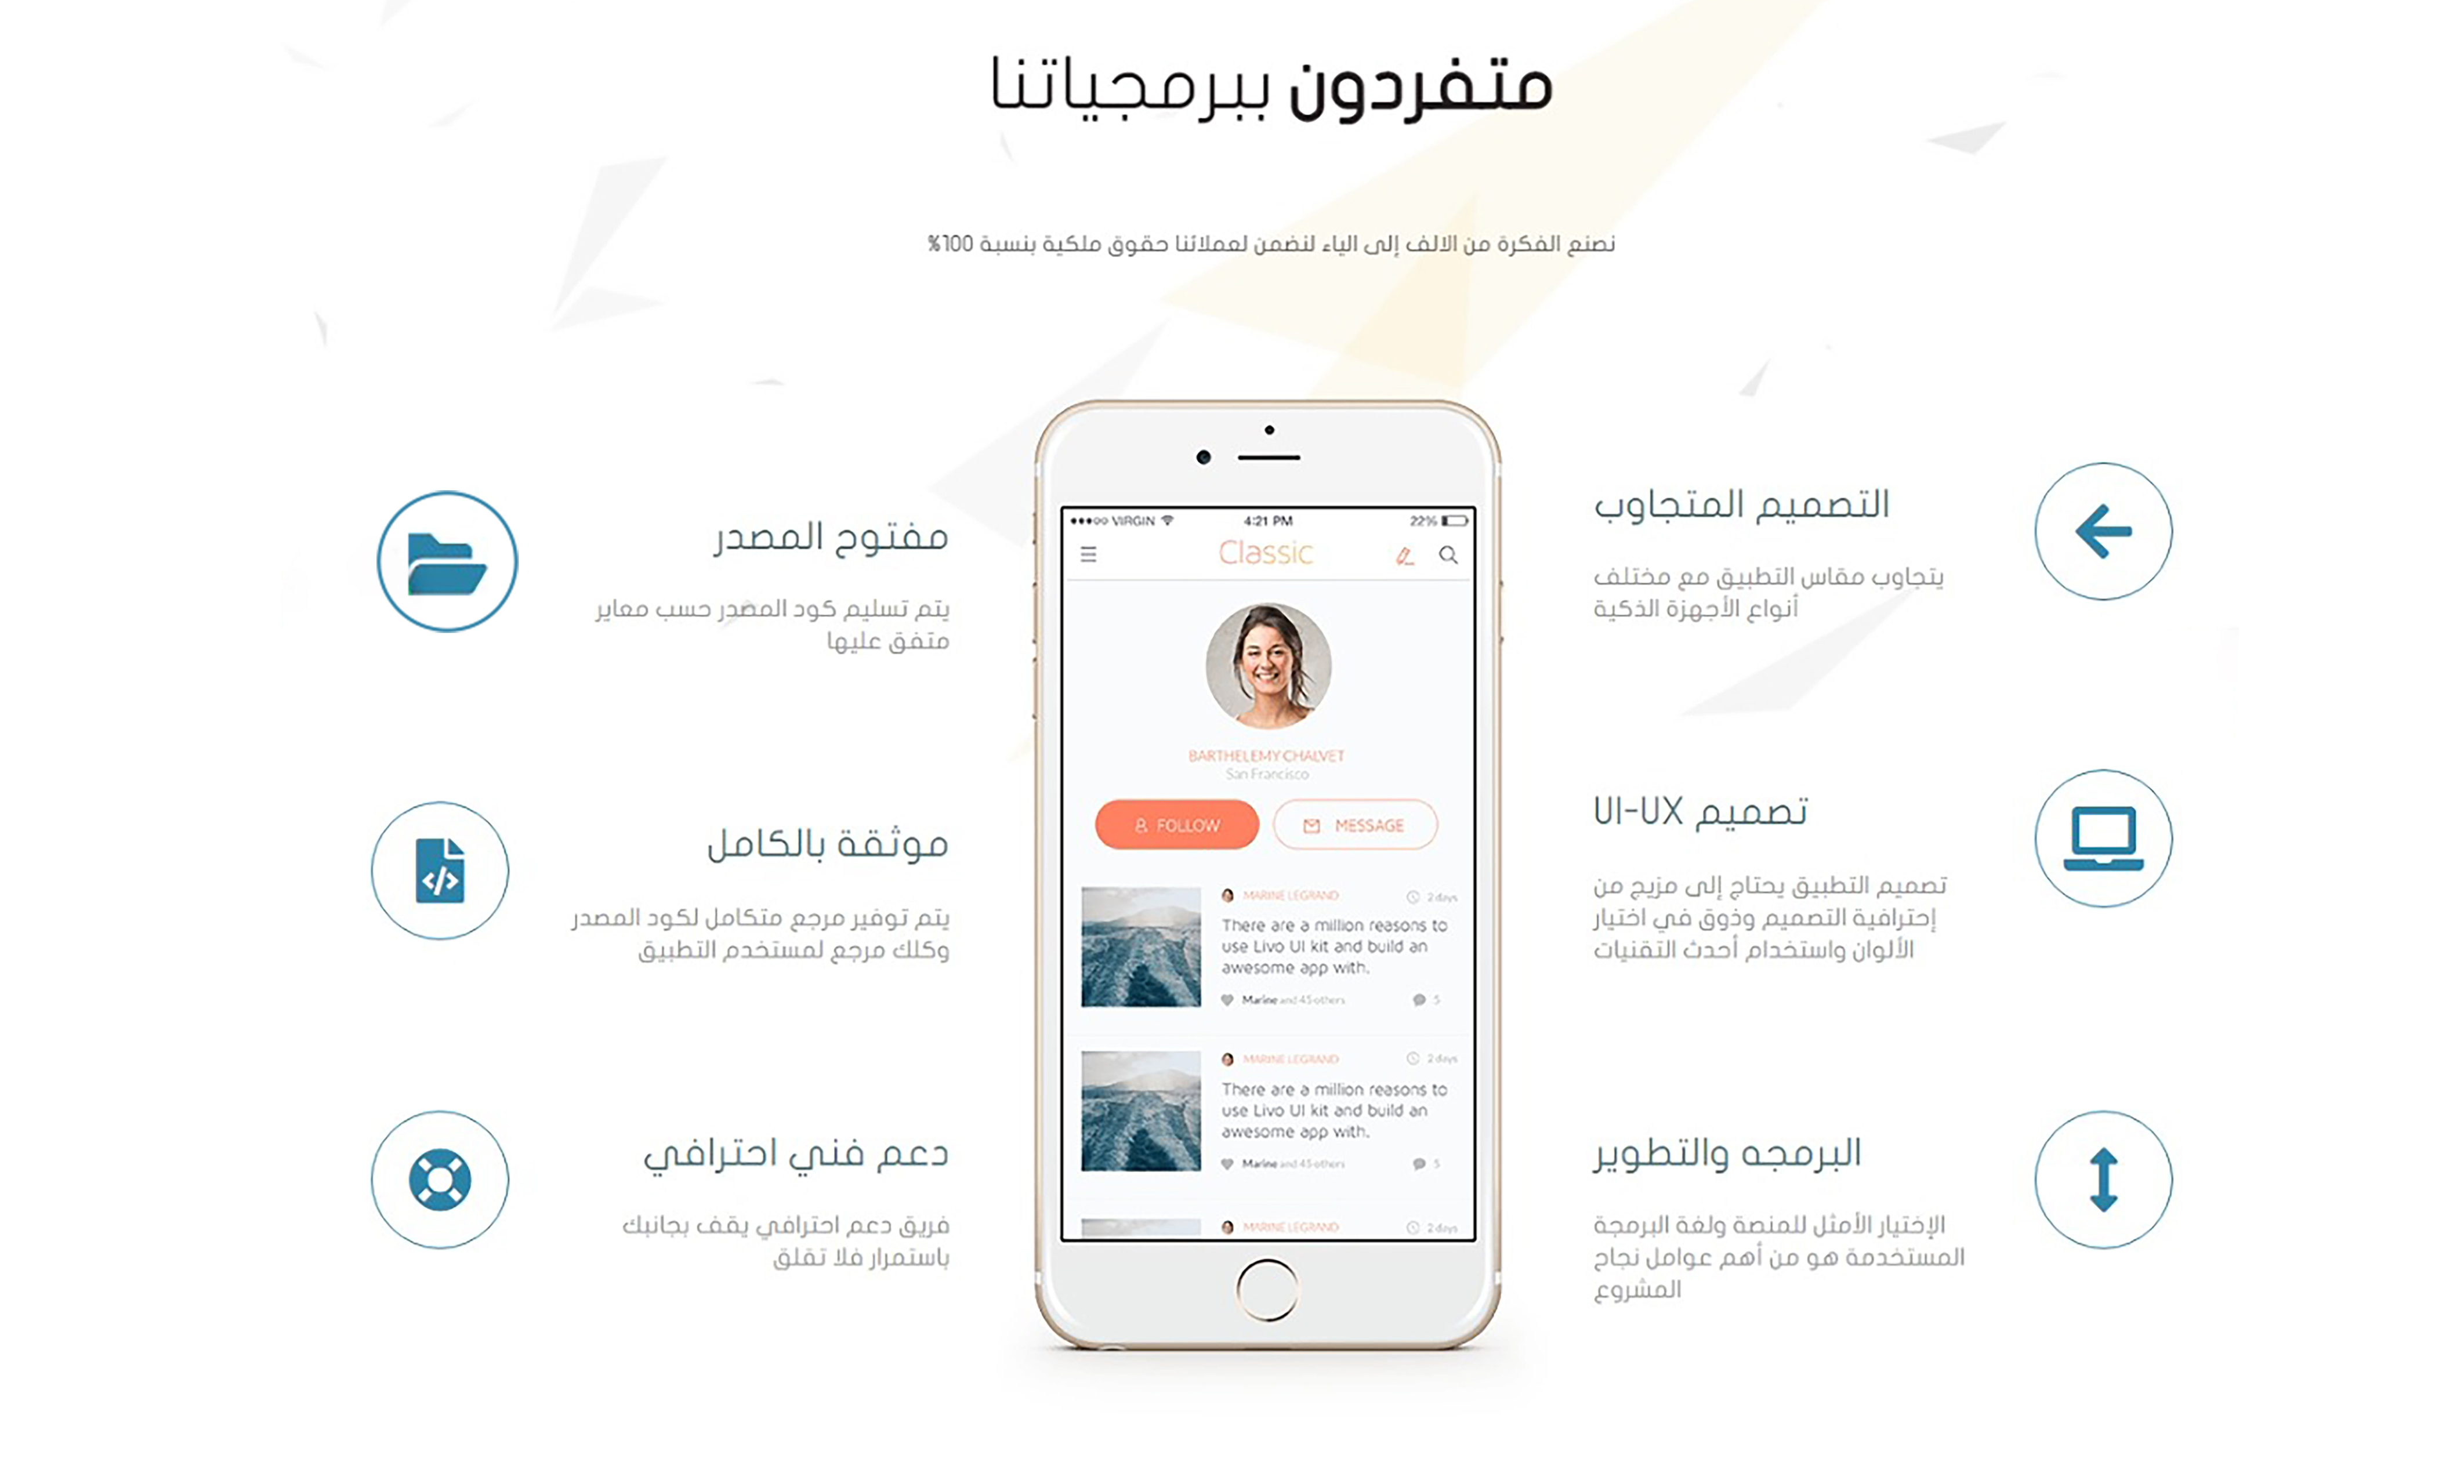 متفردون ببرمجياتنا
نصنع الفكرة من الالف إلى الياء لنضمن لعملائنا حقوق ملكية بنسبة 100%
التصميم المتجاوب
يتجاوب مقاس التطبيق مع مختلف
أنواع الأجهزة الذكية
تصميم UI-UX
تصميم التطبيق يحتاج إلى مزيج من
إحترافية التصميم وذوق في اختيار
الألوان واستخدام أحدث التقنيات
البرمجه والتطوير
الإختيار الأمثل للمنصة ولغة البرمجة
المستخدمة هو من أهم عوامل نجاح
المشروع
VIRGIN 4:21 PM 22%
Classic
BARTHELEMY CHALVET
San Francisco
FOLLOW MESSAGE
MARINE LEGRAND 2 days
There are a million reasons to
use Livo UI kit and build an
awesome app with.
Marine and 45 others 5
MARINE LEGRAND 2 days
There are a million reasons to
use Livo UI kit and build an
awesome app with.
Marine and 45 others 5
MARINE LEGRAND 2 days
مفتوح المصدر
يتم تسليم كود المصدر حسب معاير
متفق عليها
موثقة بالكامل
يتم توفير مرجع متكامل لكود المصدر
وكلك مرجع لمستخدم التطبيق
دعم فني احترافي
فريق دعم احترافي يقف بجانبك
باستمرار فلا تقلق